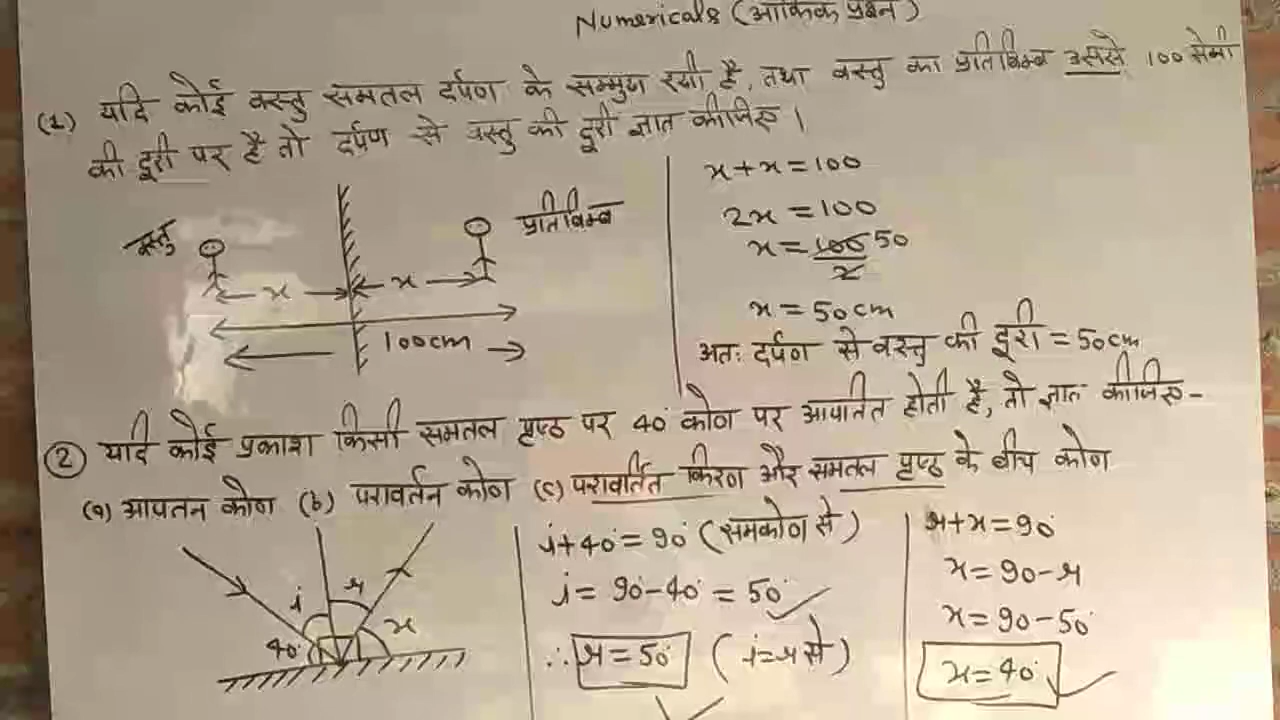 Numericals (आंकिक प्रश्न)
(1) यदि कोई वस्तु समतल दर्पण के सम्मुख रखी है, तथा वस्तु का प्रतिबिम्ब उससे 100 सेमी
की दूरी पर है तो दर्पण से वस्तु की दूरी ज्ञात कीजिए।
वस्तु
प्रतिबिम्ब
x x
100cm
x+x=100
2x=100
x=100 50
2
x=50cm
अतः दर्पण से वस्तु की दूरी=50cm
(2) यदि कोई प्रकाश किसी समतल पृष्ठ पर 40° कोण पर आपतित होती है, तो ज्ञात कीजिए-
(a) आपतन कोण (b) परावर्तन कोण (c) परावर्तित किरण और समतल पृष्ठ के बीच कोण
i r
40° x
i+40°=90° (समकोण से)
i=90°-40°=50°
∴ r=50° (i=r से)
r+x=90°
x=90-r
x=90-50°
x=40°